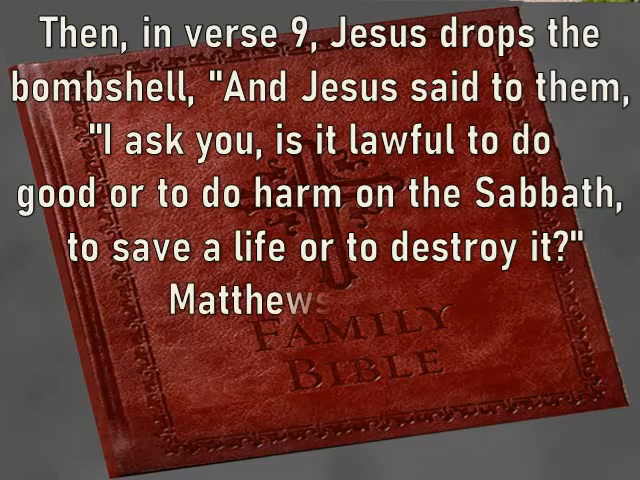 Then, in verse 9, Jesus drops the
bombshell, "And Jesus said to them,
"I ask you, is it lawful to do
good or to do harm on the Sabbath,
to save a life or to destroy it?"
Matthews
FAMILY
BIBLE